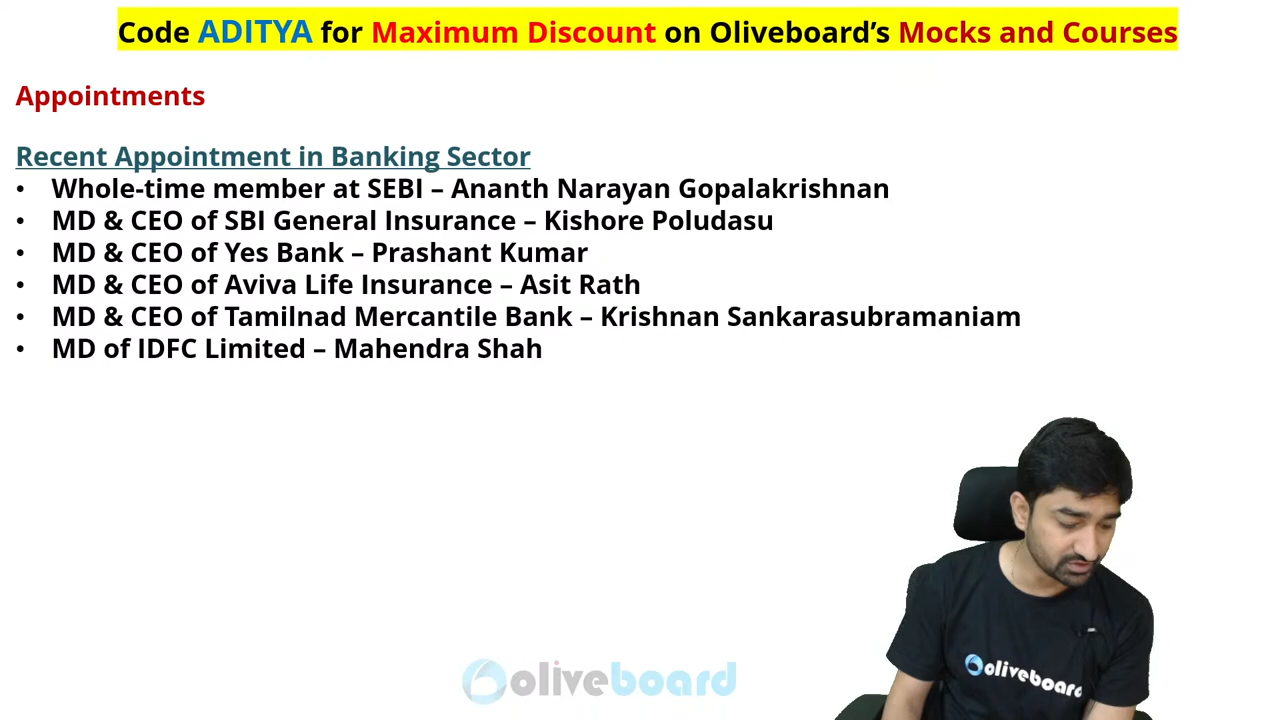 Code ADITYA for Maximum Discount on Oliveboard’s Mocks and Courses
Appointments
Recent Appointment in Banking Sector
• Whole-time member at SEBI – Ananth Narayan Gopalakrishnan
• MD & CEO of SBI General Insurance – Kishore Poludasu
• MD & CEO of Yes Bank – Prashant Kumar
• MD & CEO of Aviva Life Insurance – Asit Rath
• MD & CEO of Tamilnad Mercantile Bank – Krishnan Sankarasubramaniam
• MD of IDFC Limited – Mahendra Shah
oliveboard
oliveboard